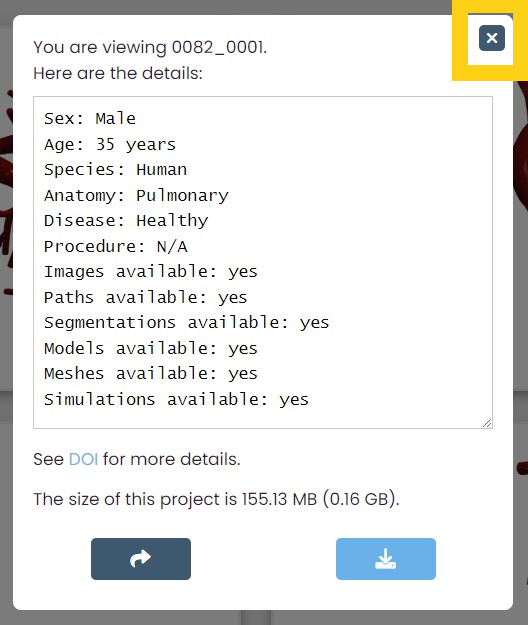 You are viewing 0082_0001.
Here are the details:
Sex: Male
Age: 35 years
Species: Human
Anatomy: Pulmonary
Disease: Healthy
Procedure: N/A
Images available: yes
Paths available: yes
Segmentations available: yes
Models available: yes
Meshes available: yes
Simulations available: yes
See DOI for more details.
The size of this project is 155.13 MB (0.16 GB).